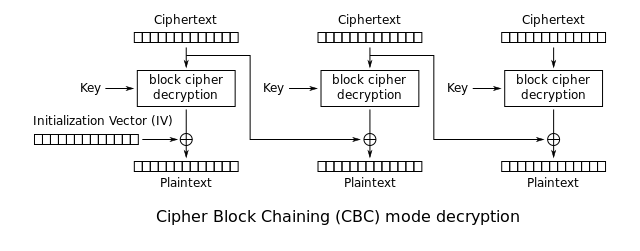 Ciphertext Ciphertext Ciphertext
Key block cipher decryption Key block cipher decryption Key block cipher decryption
Initialization Vector (IV)
Plaintext Plaintext Plaintext
Cipher Block Chaining (CBC) mode decryption